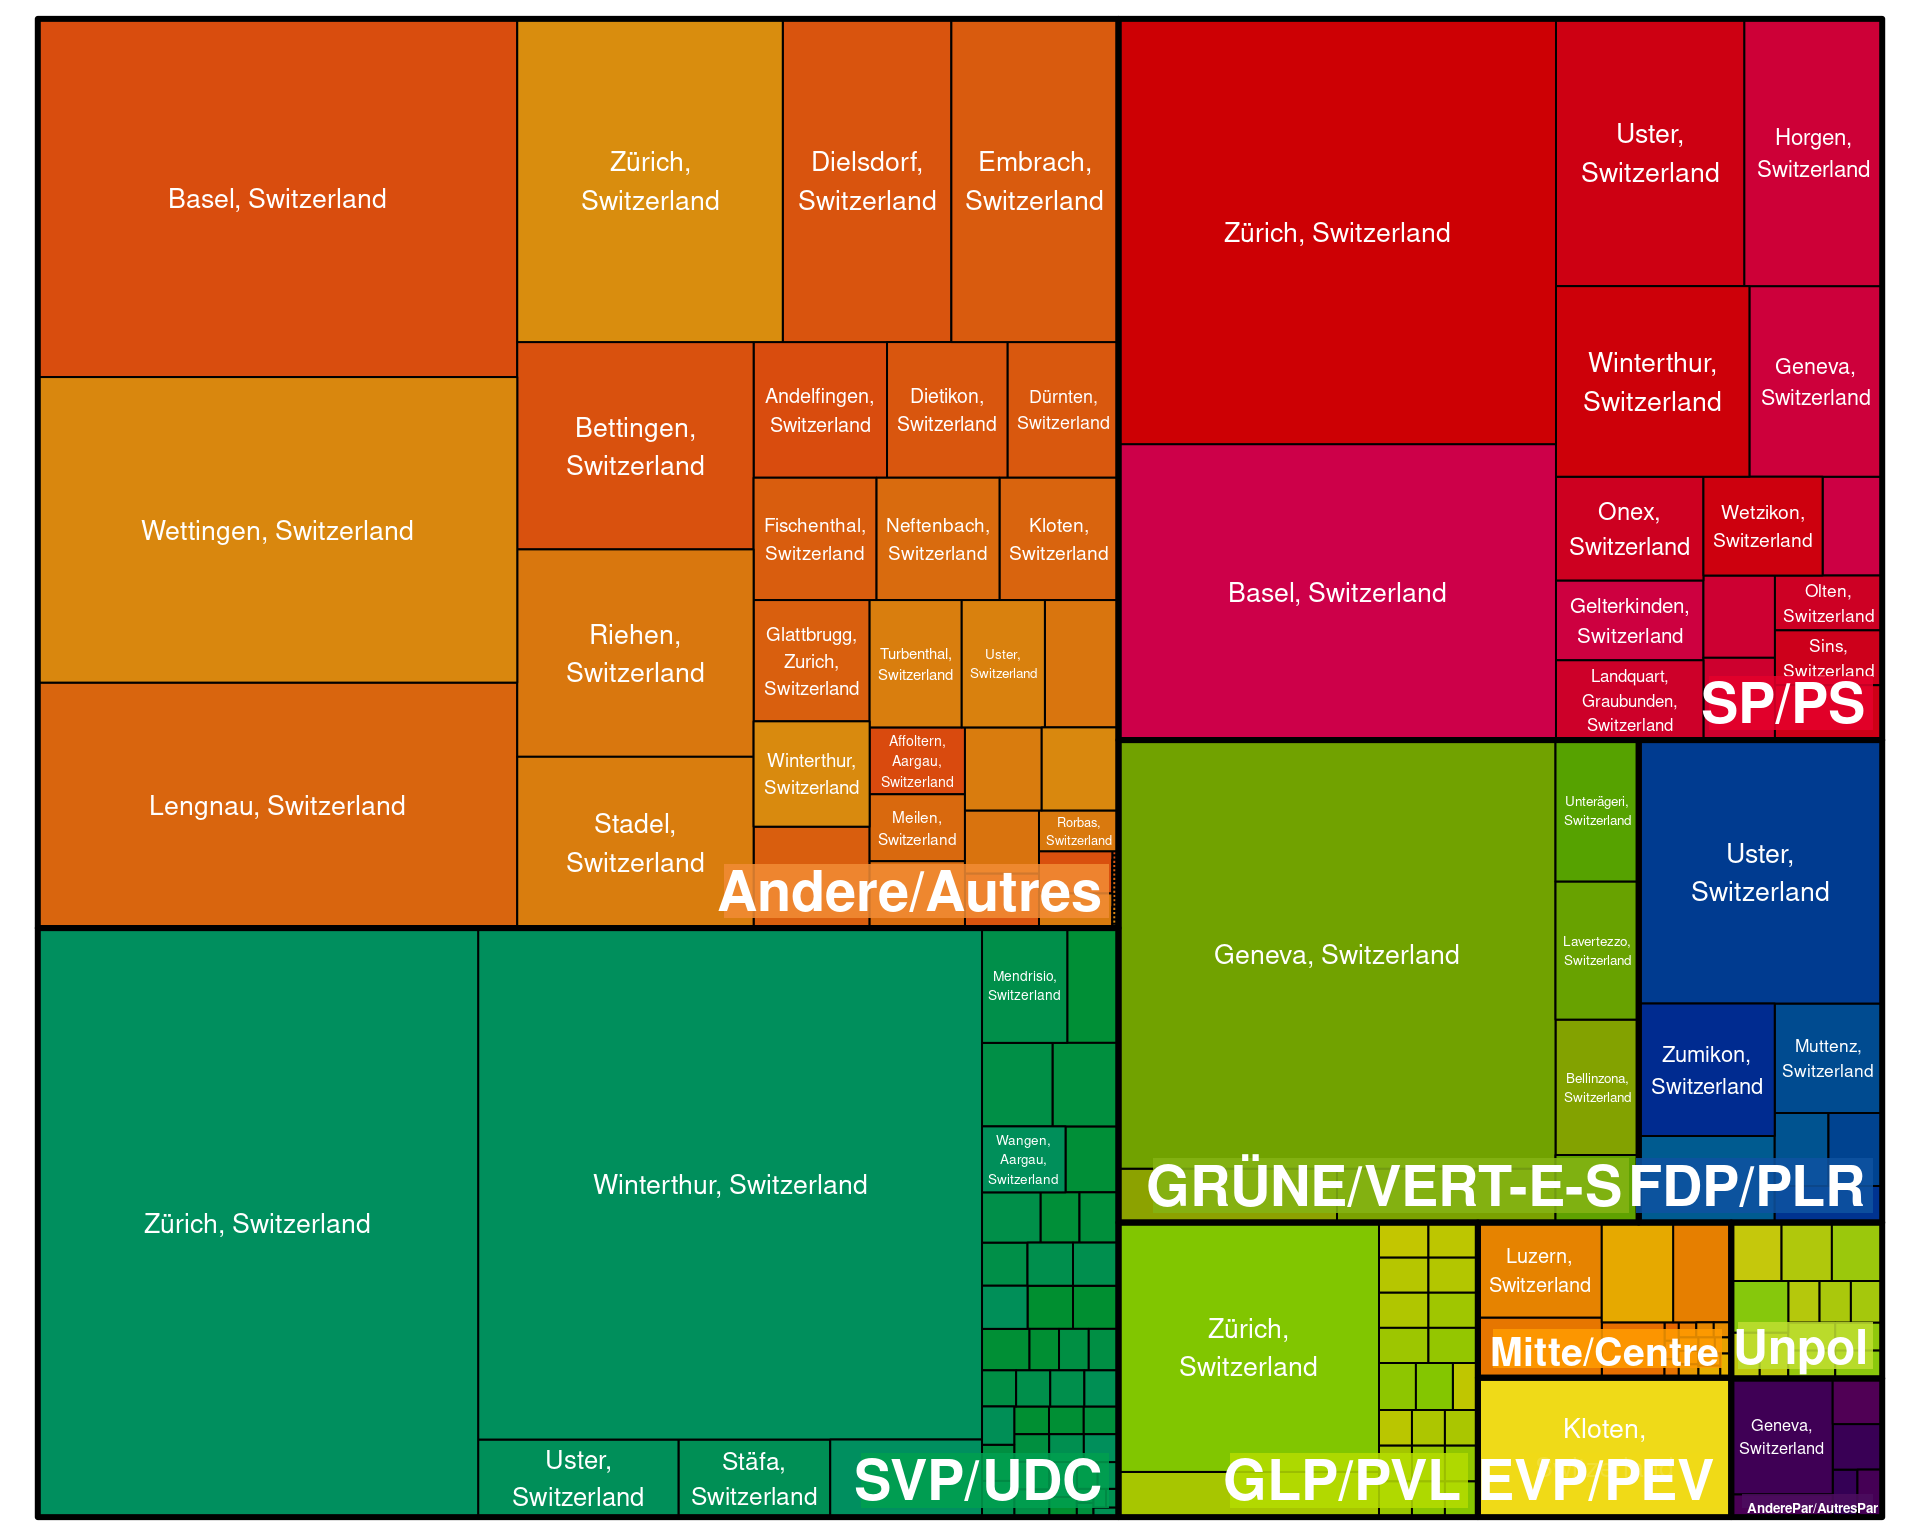 Basel, Switzerland
Wettingen, Switzerland
Lengnau, Switzerland
Zürich,
Switzerland
Dielsdorf,
Switzerland
Embrach,
Switzerland
Bettingen,
Switzerland
Andelfingen,
Switzerland
Dietikon,
Switzerland
Dürnten,
Switzerland
Fischenthal,
Switzerland
Neftenbach,
Switzerland
Kloten,
Switzerland
Riehen,
Switzerland
Glattbrugg,
Zurich,
Switzerland
Turbenthal,
Switzerland
Uster,
Switzerland
Stadel,
Switzerland
Winterthur,
Switzerland
Affoltern,
Aargau,
Switzerland
Meilen,
Switzerland
Rorbas,
Switzerland
Andere/Autres
Zürich, Switzerland
Basel, Switzerland
Uster,
Switzerland
Horgen,
Switzerland
Winterthur,
Switzerland
Geneva,
Switzerland
Onex,
Switzerland
Wetzikon,
Switzerland
Gelterkinden,
Switzerland
Olten,
Switzerland
Sins,
Switzerland
Landquart,
Graubunden,
Switzerland
SP/PS
Zürich, Switzerland
Winterthur, Switzerland
Uster,
Switzerland
Stäfa,
Switzerland
Mendrisio,
Switzerland
Wangen,
Aargau,
Switzerland
SVP/UDC
Geneva, Switzerland
Unterägeri,
Switzerland
Lavertezzo,
Switzerland
Bellinzona,
Switzerland
GRÜNE/VERT-E-S
Uster,
Switzerland
Zumikon,
Switzerland
Muttenz,
Switzerland
FDP/PLR
Zürich,
Switzerland
GLP/PVL
Luzern,
Switzerland
Mitte/Centre
Unpol
Kloten,
EVP/PEV
Geneva,
Switzerland
AnderePar/AutresPar